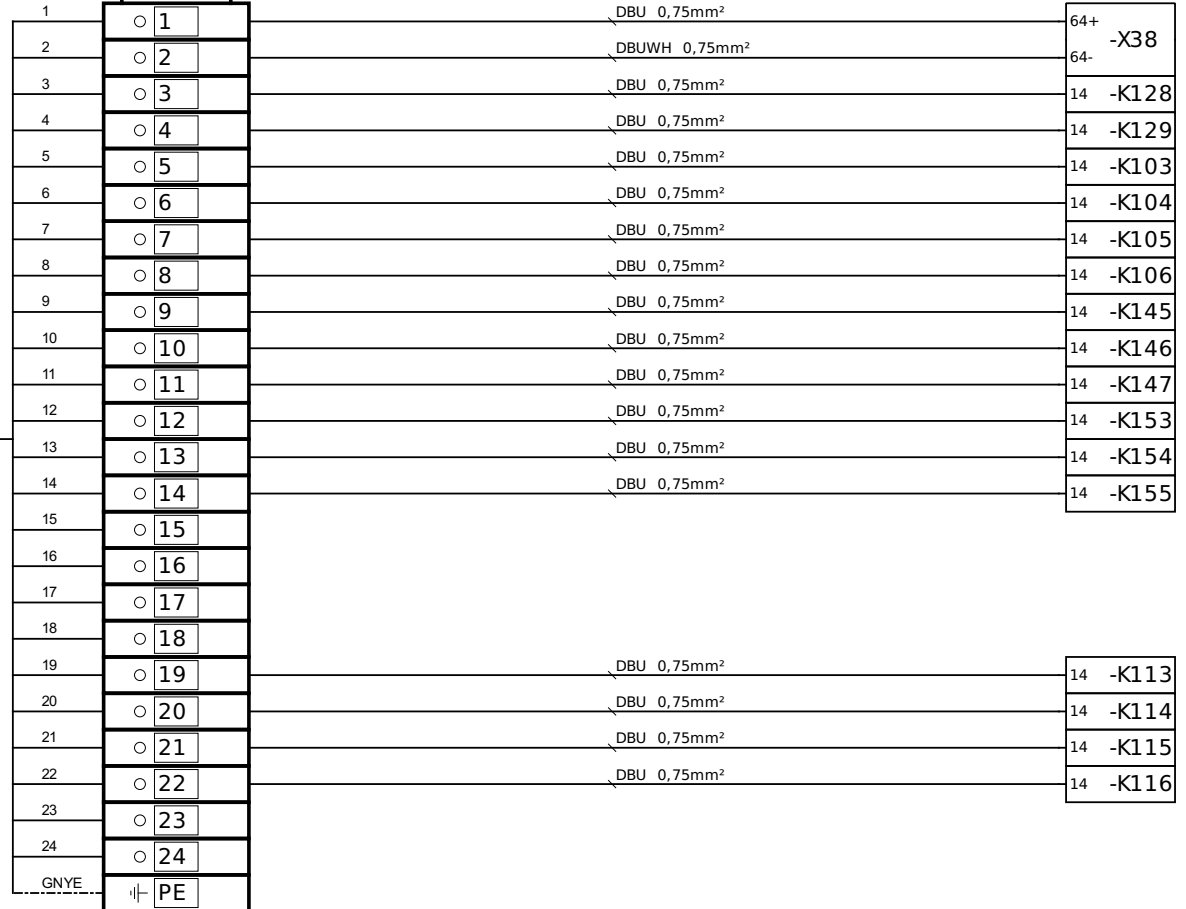 1 1 DBU 0,75mm² 64+ -X38
2 2 DBUWH 0,75mm² 64-
3 3 DBU 0,75mm² 14 -K128
4 4 DBU 0,75mm² 14 -K129
5 5 DBU 0,75mm² 14 -K103
6 6 DBU 0,75mm² 14 -K104
7 7 DBU 0,75mm² 14 -K105
8 8 DBU 0,75mm² 14 -K106
9 9 DBU 0,75mm² 14 -K145
10 10 DBU 0,75mm² 14 -K146
11 11 DBU 0,75mm² 14 -K147
12 12 DBU 0,75mm² 14 -K153
13 13 DBU 0,75mm² 14 -K154
14 14 DBU 0,75mm² 14 -K155
15 15
16 16
17 17
18 18
19 19 DBU 0,75mm² 14 -K113
20 20 DBU 0,75mm² 14 -K114
21 21 DBU 0,75mm² 14 -K115
22 22 DBU 0,75mm² 14 -K116
23 23
24 24
GNYE PE